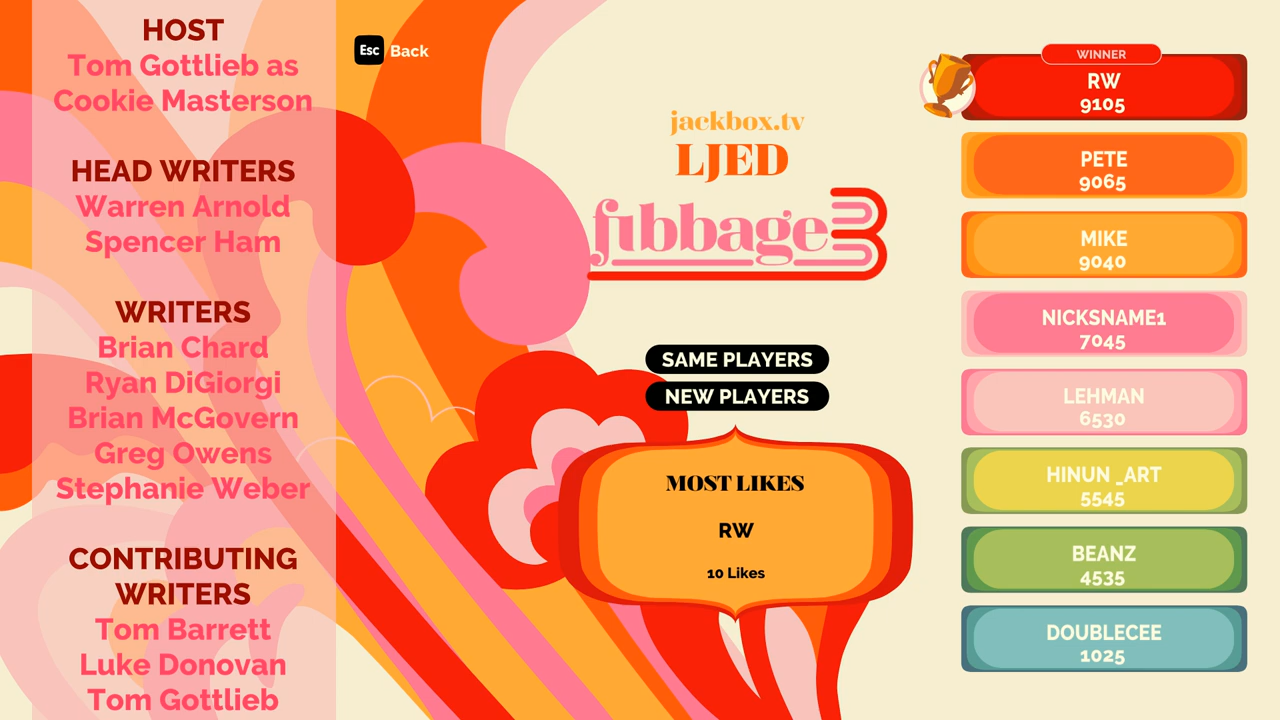 HOST
Tom Gottlieb as
Cookie Masterson
HEAD WRITERS
Warren Arnold
Spencer Ham
WRITERS
Brian Chard
Ryan DiGiorgi
Brian McGovern
Greg Owens
Stephanie Weber
CONTRIBUTING
WRITERS
Tom Barrett
Luke Donovan
Tom Gottlieb
Esc Back
jackbox.tv
LJED
fibbage 3
SAME PLAYERS
NEW PLAYERS
MOST LIKES
RW
10 Likes
WINNER
RW
9105
PETE
9065
MIKE
9040
NICKSNAME1
7045
LEHMAN
6530
HINUN_ART
5545
BEANZ
4535
DOUBLECEE
1025